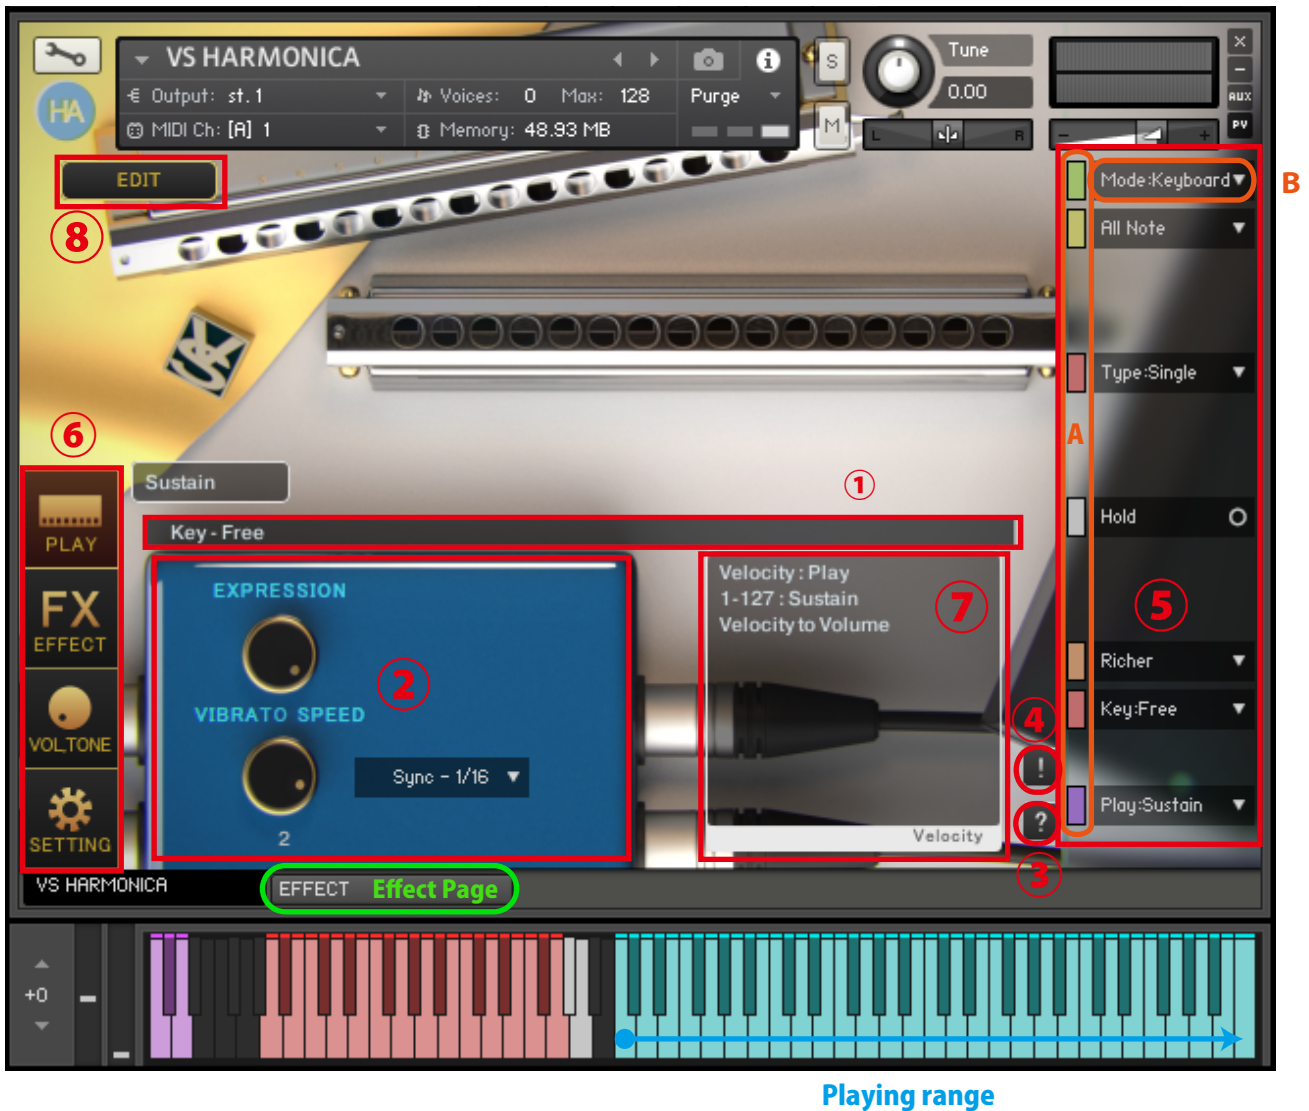 VS HARMONICA
S
Tune
×
HA
Output: st.1
Voices: 0 Max: 128
Purge
0.00
AUX
MIDI Ch: [A] 1
Memory: 48.93 MB
M
L
R
- +
PV
EDIT
Mode:Keyboard
B
8
All Note
Type:Single
A
6
Sustain
1
Hold
Key - Free
PLAY
EXPRESSION
Velocity : Play
1-127 : Sustain
Velocity to Volume
7
5
FX
EFFECT
2
Richer
VIBRATO SPEED
4
Key:Free
VOL,TONE
Sync - 1/16
!
Play:Sustain
SETTING
2
Velocity
?
3
VS HARMONICA
EFFECT
Effect Page
+0
Playing range